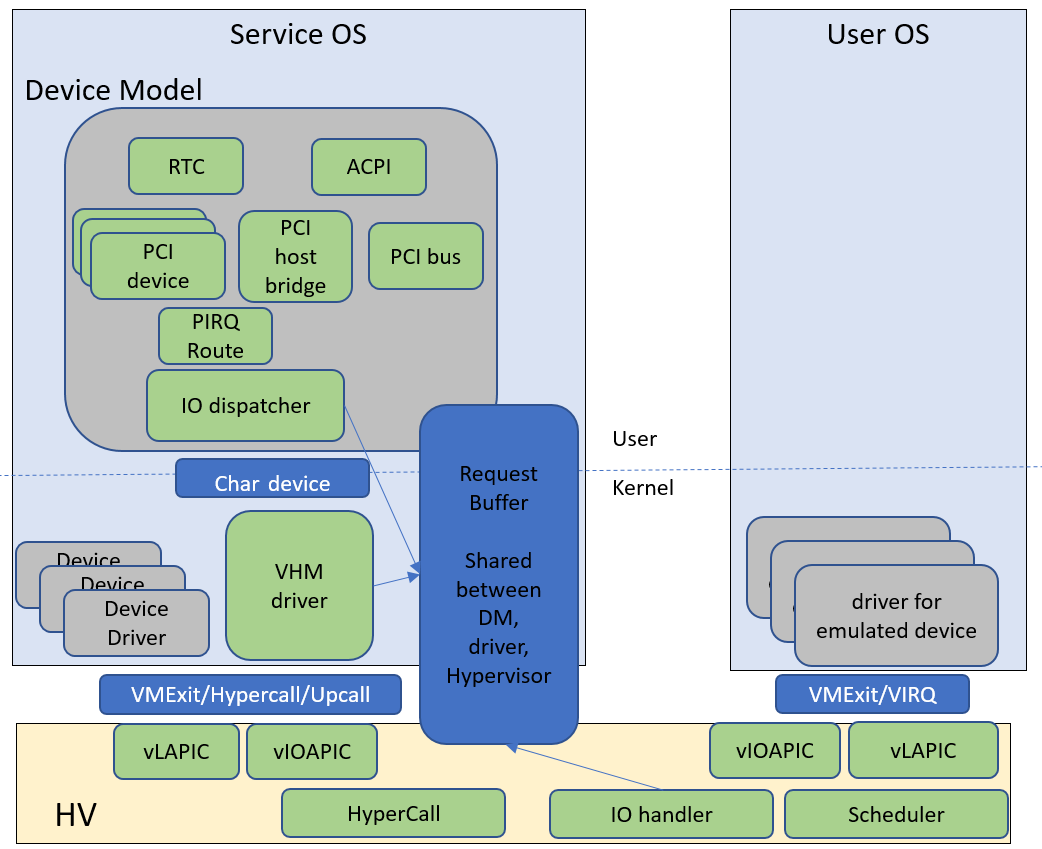 Service OS
User OS
Device Model
RTC
ACPI
PCI
device
PCI
host
bridge
PCI bus
PIRQ
Route
IO dispatcher
User
Kernel
Char device
Request
Buffer
Shared
between
DM,
driver,
Hypervisor
VHM
driver
Device
Device
Device
Driver
driver for
emulated device
VMExit/Hypercall/Upcall
VMExit/VIRQ
vLAPIC
vIOAPIC
vIOAPIC
vLAPIC
HV
HyperCall
IO handler
Scheduler